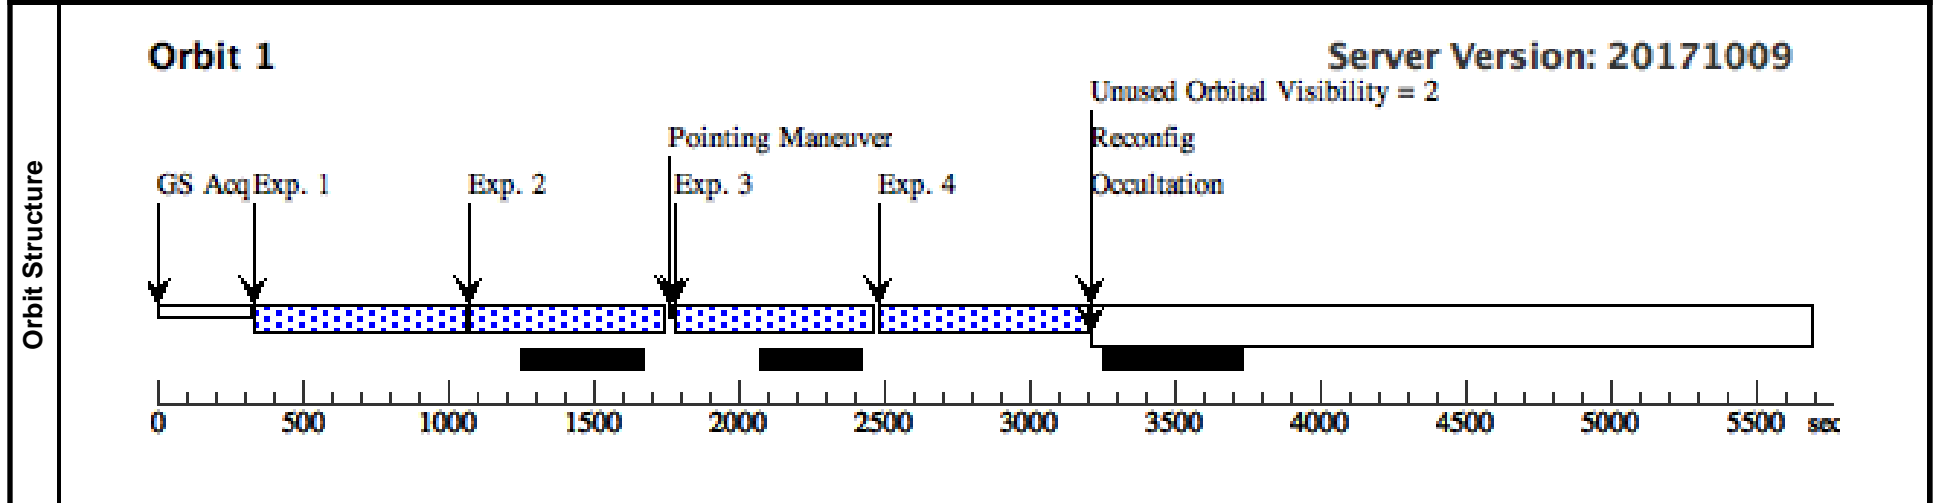 Orbit Structure
Orbit 1
Server Version: 20171009
Unused Orbital Visibility = 2
Pointing Maneuver
Reconfig
GS Acq
Exp. 1
Exp. 2
Exp. 3
Exp. 4
Occultation
0
500
1000
1500
2000
2500
3000
3500
4000
4500
5000
5500
sec